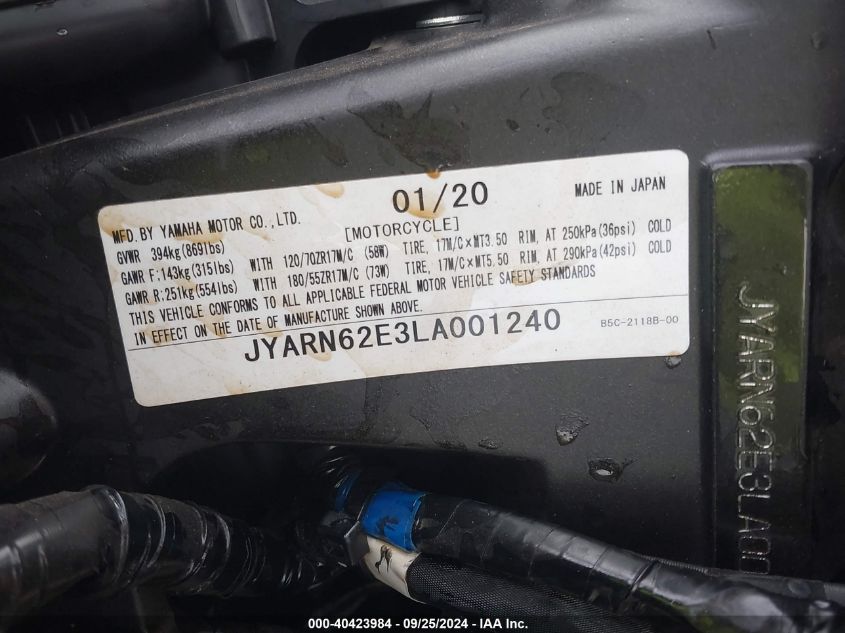 01/20
MADE IN JAPAN
MFD. BY YAMAHA MOTOR CO., LTD.
[MOTORCYCLE]
GVWR 394kg(869lbs)
GAWR F:143kg(315lbs) WITH 120/70ZR17M/C (58W) TIRE, 17M/C×MT3.50 RIM, AT 250kPa(36psi) COLD
GAWR R:251kg(554lbs) WITH 180/55ZR17M/C (73W) TIRE, 17M/C×MT5.50 RIM, AT 290kPa(42psi) COLD
THIS VEHICLE CONFORMS TO ALL APPLICABLE FEDERAL MOTOR VEHICLE SAFETY STANDARDS
IN EFFECT ON THE DATE OF MANUFACTURE SHOWN ABOVE.
JYARN62E3LA001240
B5C-2118B-00
JYARN62E3LA00
000-40423984 - 09/25/2024 - IAA Inc.